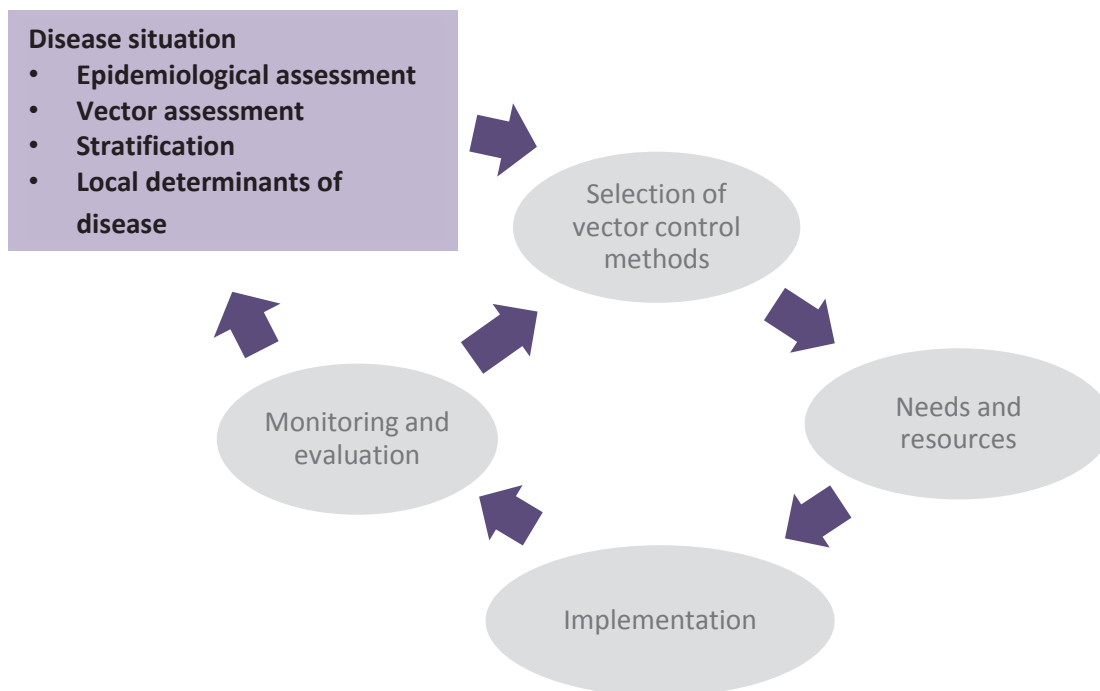 Disease situation
• Epidemiological assessment
• Vector assessment
• Stratification
• Local determinants of
disease
Selection of
vector control
methods
Needs and
resources
Implementation
Monitoring and
evaluation